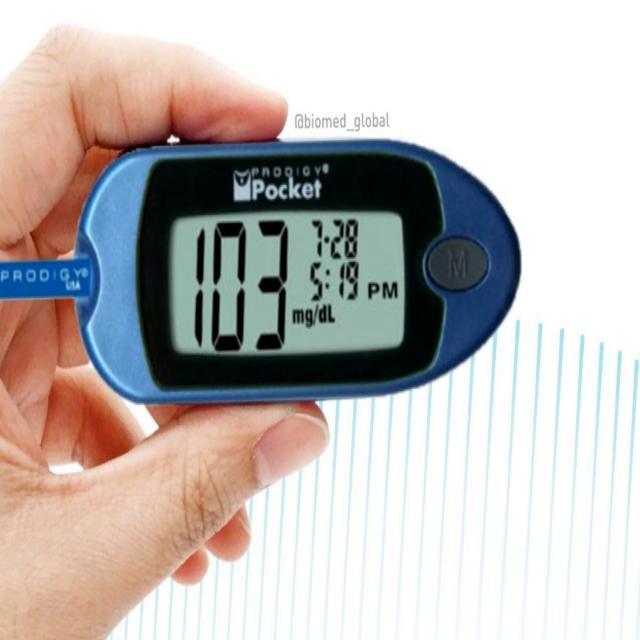 @biomed_global
PRODIGY®
Pocket
103
7-28
5:19 PM
mg/dL
M
PRODIGY®
USA